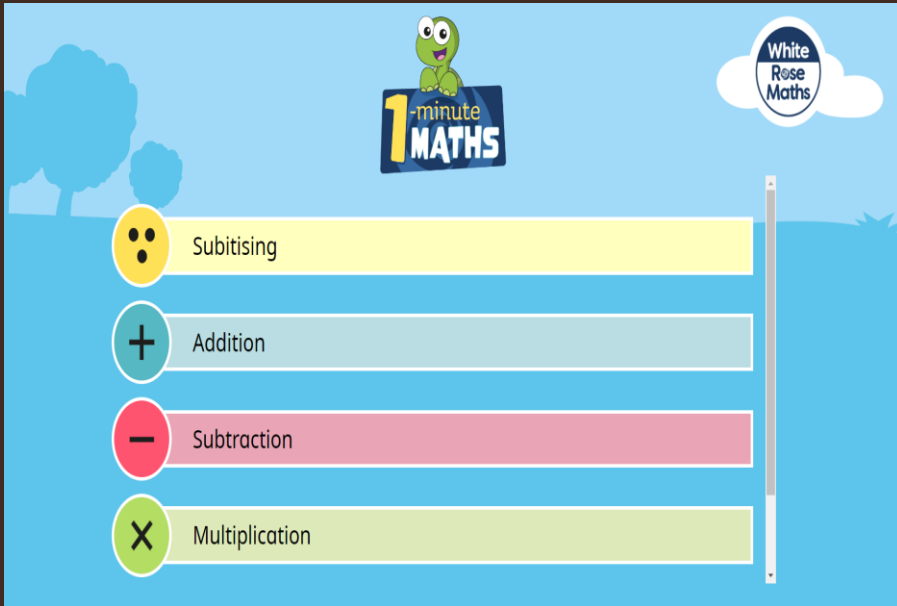 1-minute
MATHS
White
Rose
Maths
Subitising
+ Addition
− Subtraction
× Multiplication